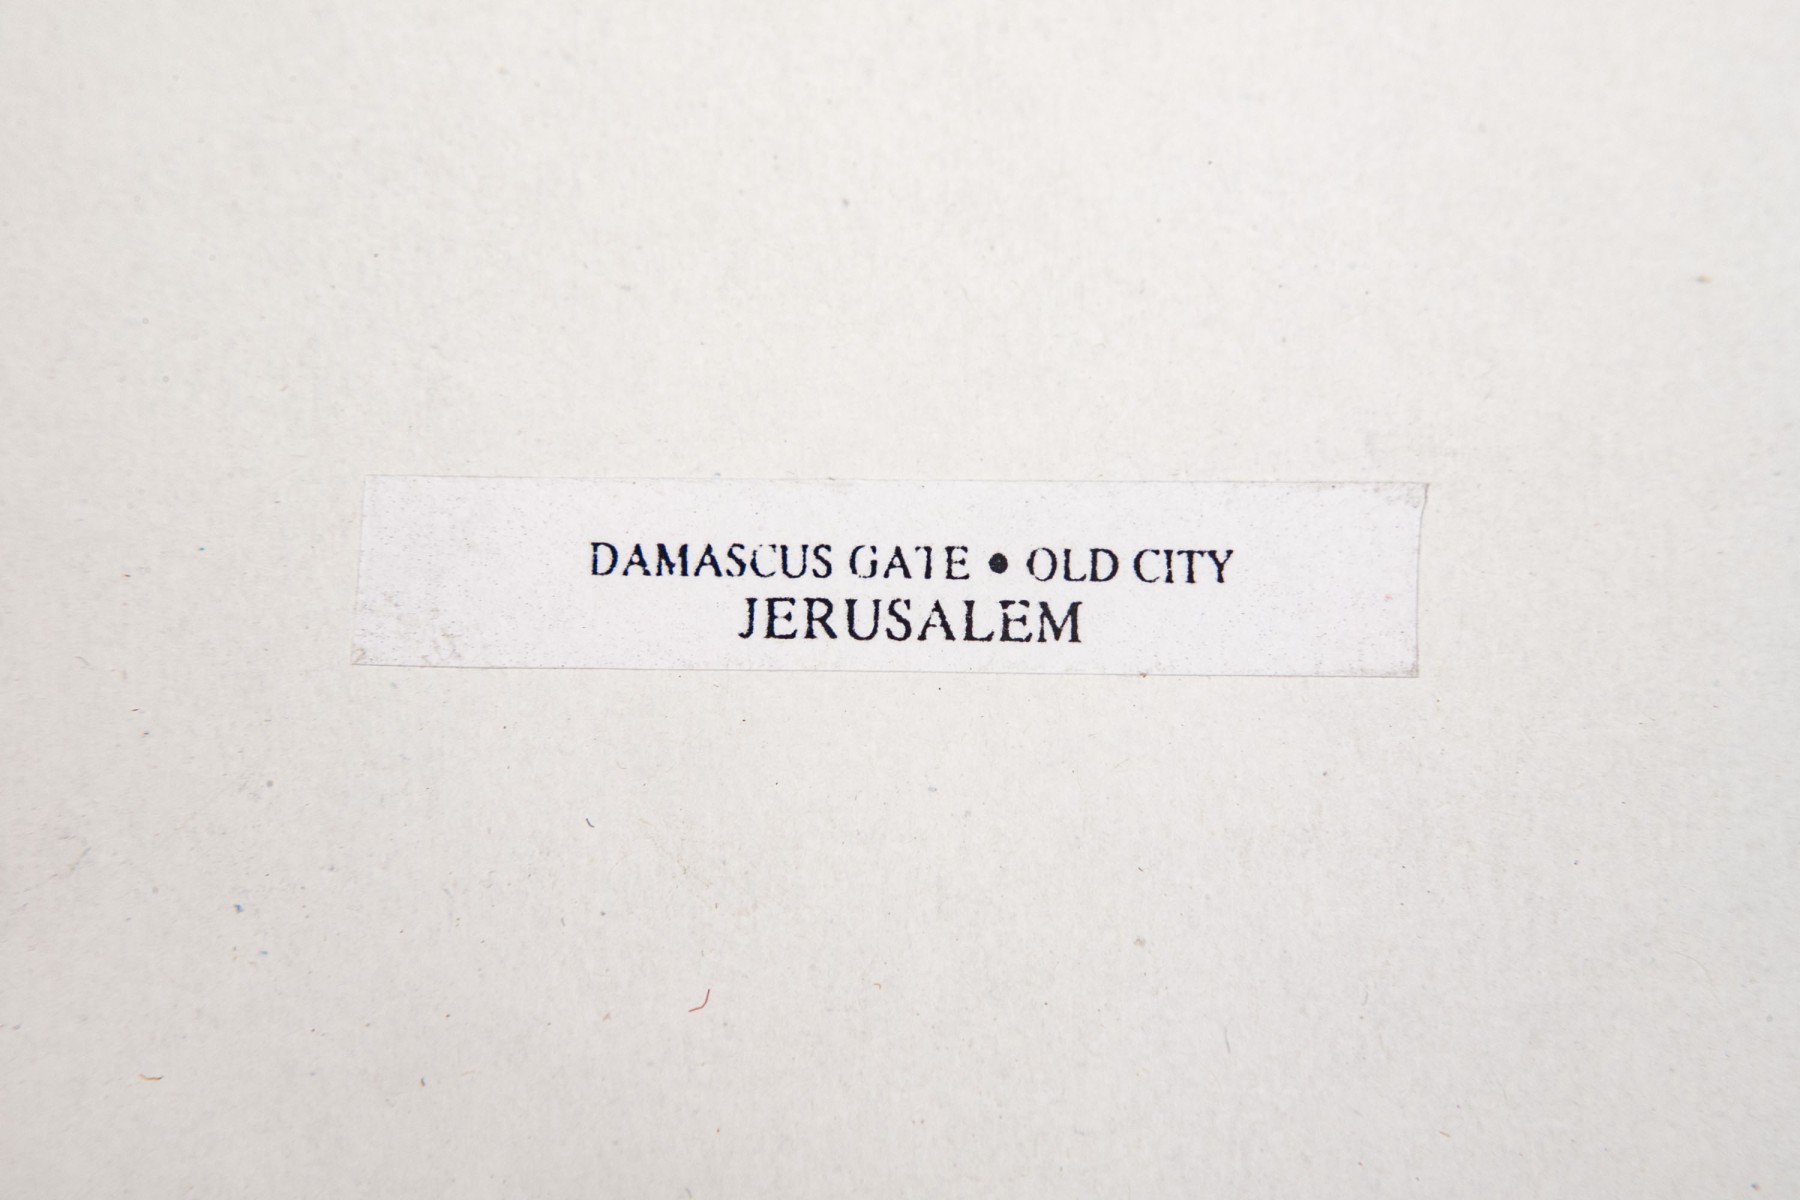 DAMASCUS GATE • OLD CITY
JERUSALEM